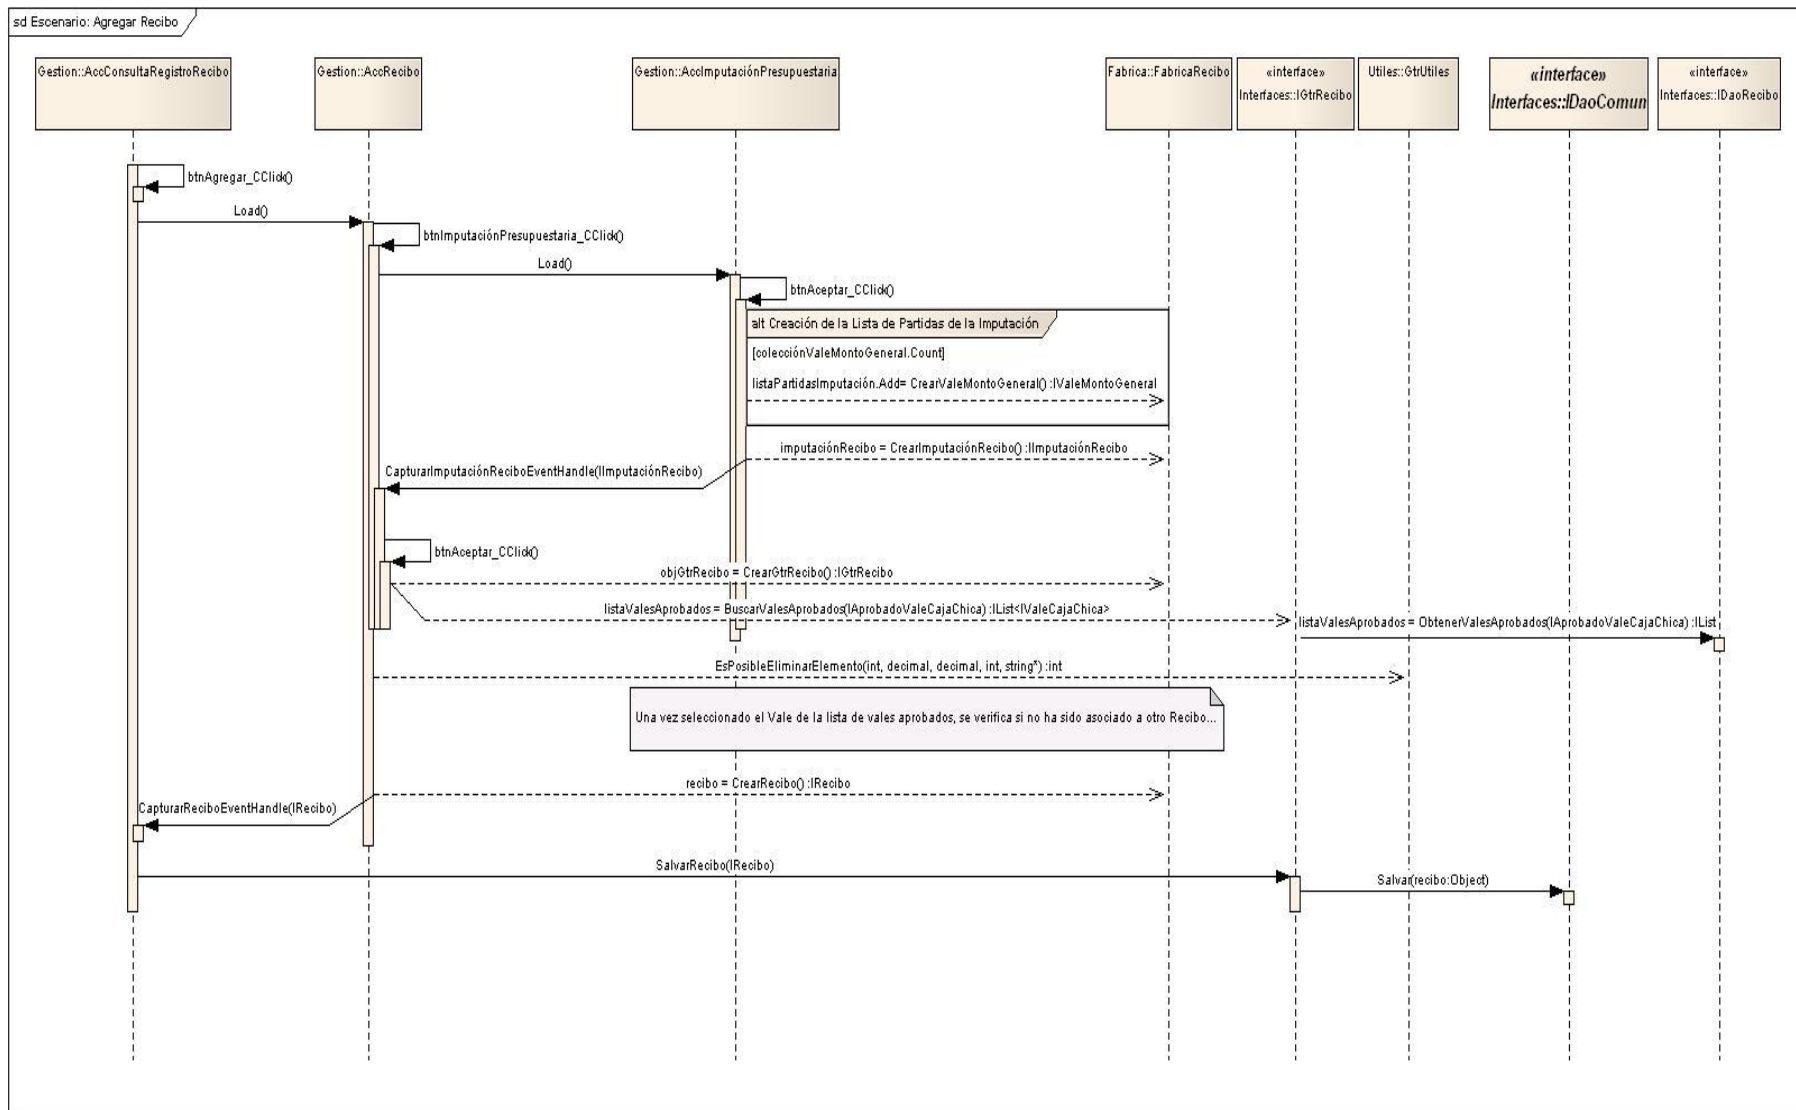 sd Escenario: Agregar Recibo
Gestion::AccConsultaRegistroRecibo
Gestion::AccRecibo
Gestion::AccImputaciónPresupuestaria
Fabrica::FabricaRecibo
«interface»
Interfaces::IGtrRecibo
Utiles::GtrUtiles
«interface»
Interfaces::IDaoComun
«interface»
Interfaces::IDaoRecibo
btnAgregar_CClick()
Load()
btnImputaciónPresupuestaria_CClick()
Load()
btnAceptar_CClick()
alt Creación de la Lista de Partidas de la Imputación
[colecciónValeMontoGeneral.Count]
listaPartidasImputación.Add= CrearValeMontoGeneral() :IValeMontoGeneral
imputaciónRecibo = CrearImputaciónRecibo() :IImputaciónRecibo
CapturarImputaciónReciboEventHandle(IImputaciónRecibo)
btnAceptar_CClick()
objGtrRecibo = CrearGtrRecibo() :IGtrRecibo
listaValesAprobados = BuscarValesAprobados(IAprobadoValeCajaChica) :IList<IValeCajaChica>
listaValesAprobados = ObtenerValesAprobados(IAprobadoValeCajaChica) :IList
EsPosibleEliminarElemento(int, decimal, decimal, int, string*) :int
Una vez seleccionado el Vale de la lista de vales aprobados, se verifica si no ha sido asociado a otro Recibo...
recibo = CrearRecibo() :IRecibo
CapturarReciboEventHandle(IRecibo)
SalvarRecibo(IRecibo)
Salvar(recibo:Object)